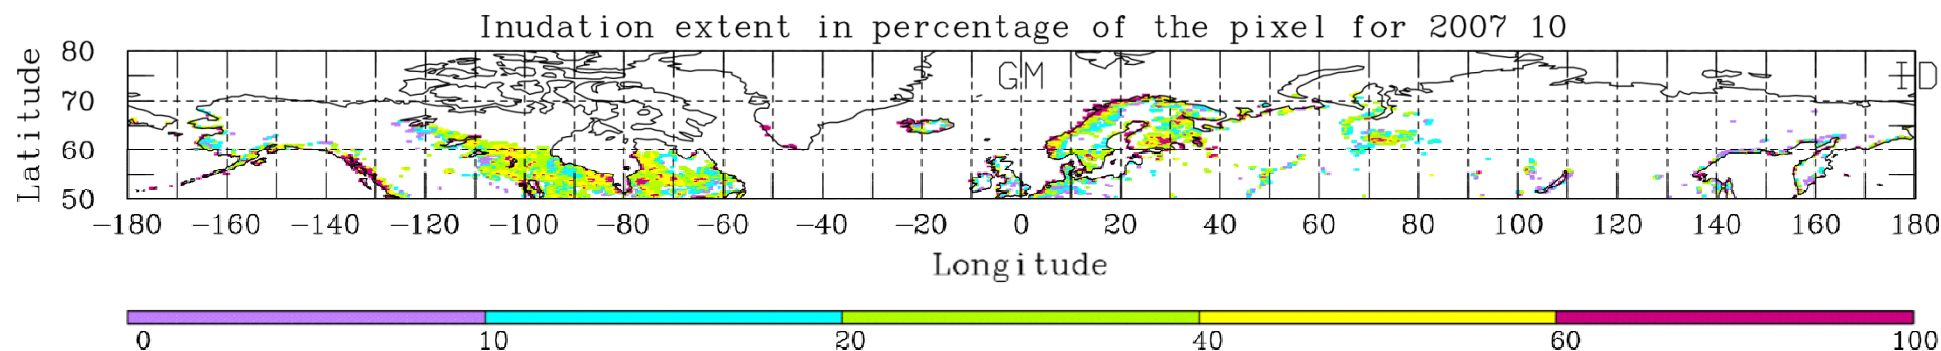 Inudation extent in percentage of the pixel for 2007 10
Latitude
80
70
60
50
GM
ID
−180 −160 −140 −120 −100 −80 −60 −40 −20 0 20 40 60 80 100 120 140 160 180
Longitude
0 10 20 40 60 100